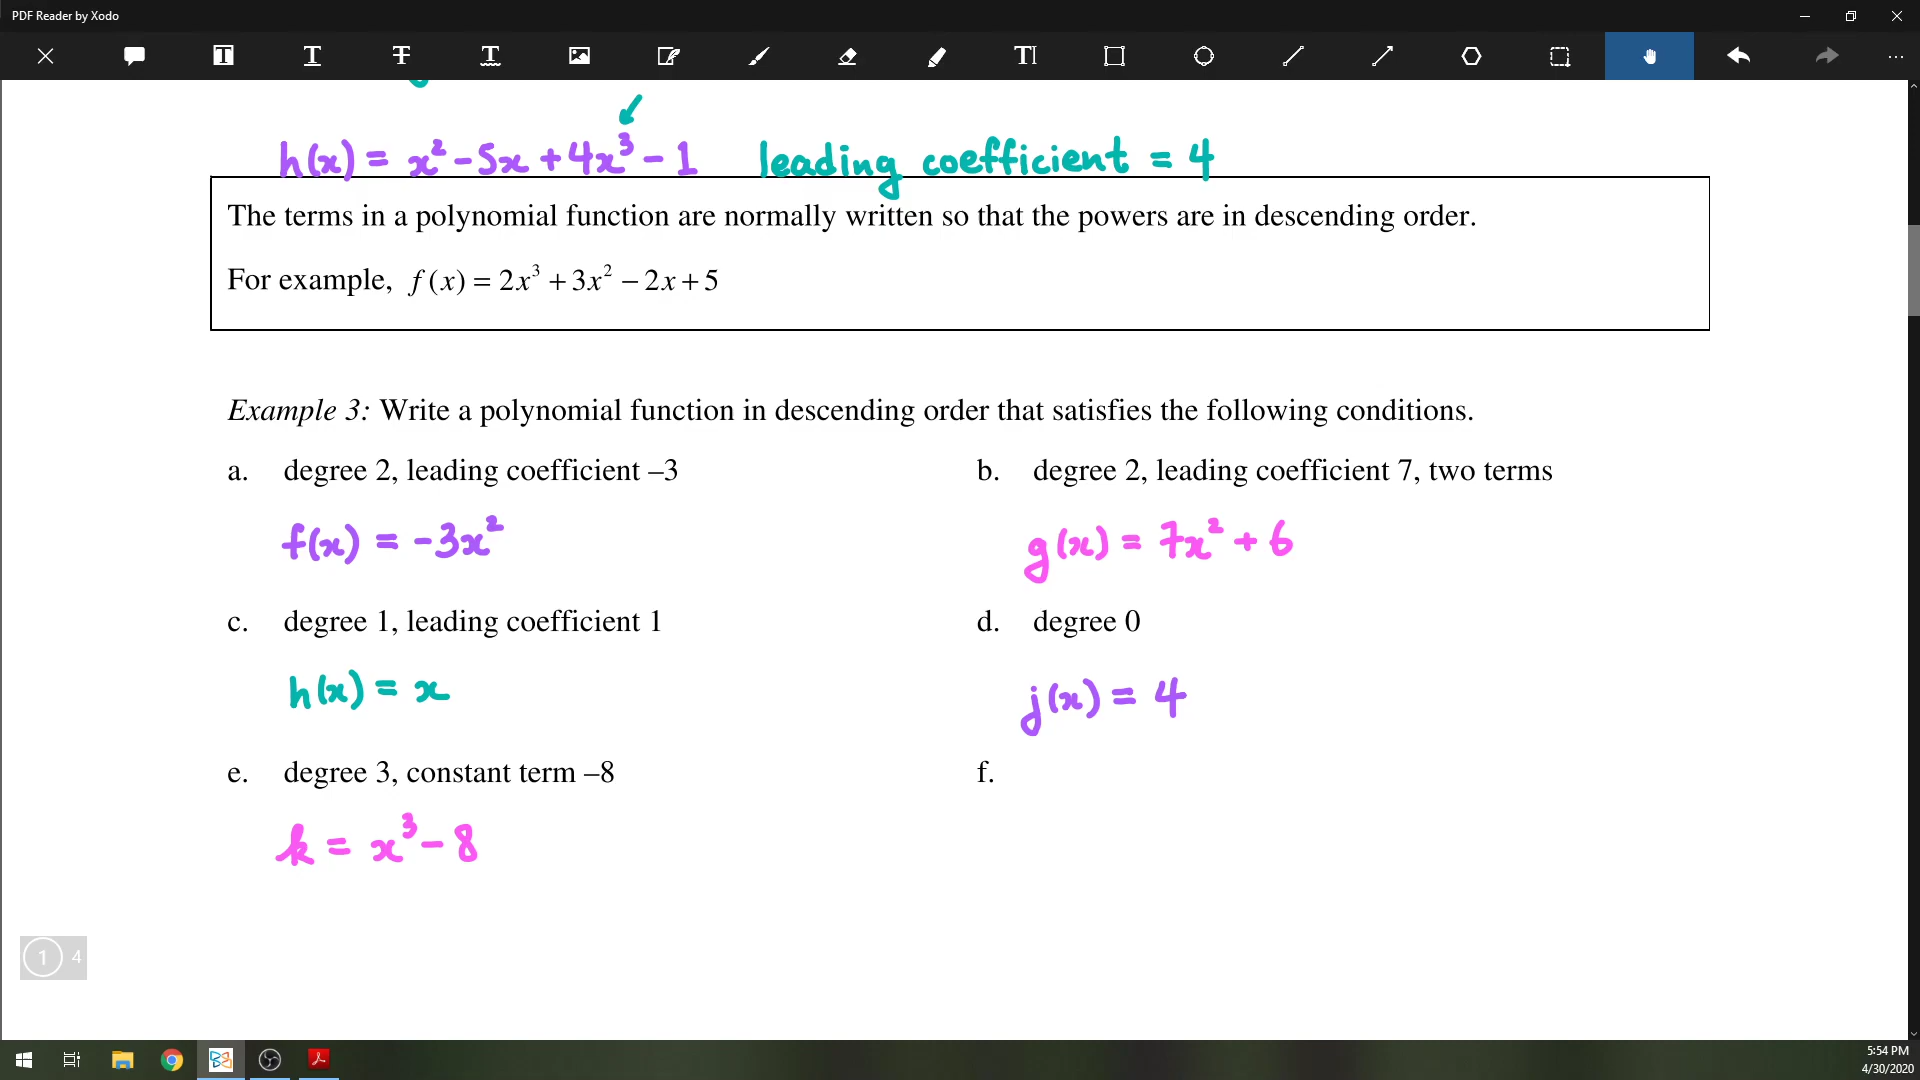 PDF Reader by Xodo
h(x) = x² - 5x + 4x³ - 1 leading coefficient = 4
The terms in a polynomial function are normally written so that the powers are in descending order.
For example, f(x) = 2x³ + 3x² − 2x + 5
Example 3: Write a polynomial function in descending order that satisfies the following conditions.
a. degree 2, leading coefficient –3
f(x) = -3x²
b. degree 2, leading coefficient 7, two terms
g(x) = 7x² + 6
c. degree 1, leading coefficient 1
h(x) = x
d. degree 0
j(x) = 4
e. degree 3, constant term –8
k = x³ - 8
f.
1 4
5:54 PM
4/30/2020